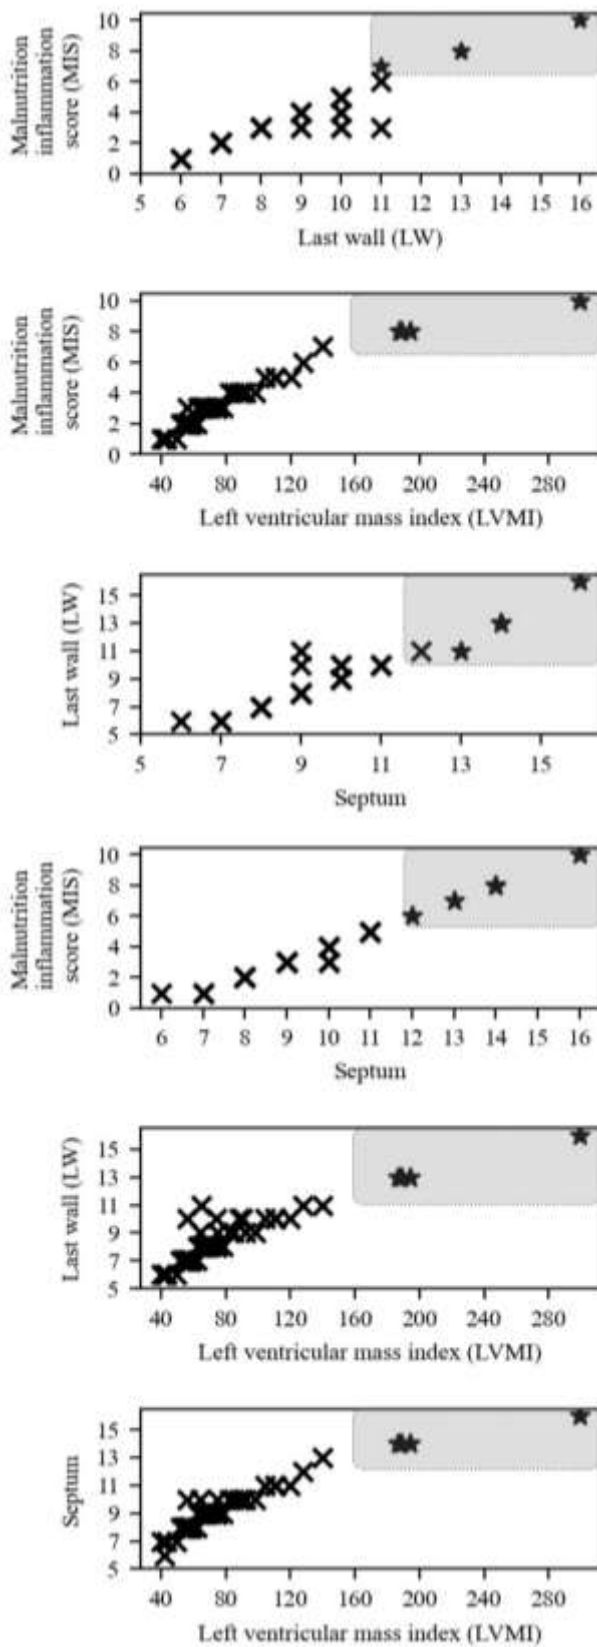 Malnutrition
inflammation
score (MIS)
10
8
6
4
2
0
5 6 7 8 9 10 11 12 13 14 15 16
Last wall (LW)
Malnutrition
inflammation
score (MIS)
10
8
6
4
2
0
40 80 120 160 200 240 280
Left ventricular mass index (LVMI)
Last wall (LW)
15
13
11
9
7
5
5 7 9 11 13 15
Septum
Malnutrition
inflammation
score (MIS)
10
8
6
4
2
0
6 7 8 9 10 11 12 13 14 15 16
Septum
Last wall (LW)
15
13
11
9
7
5
40 80 120 160 200 240 280
Left ventricular mass index (LVMI)
Septum
15
13
11
9
7
5
40 80 120 160 200 240 280
Left ventricular mass index (LVMI)